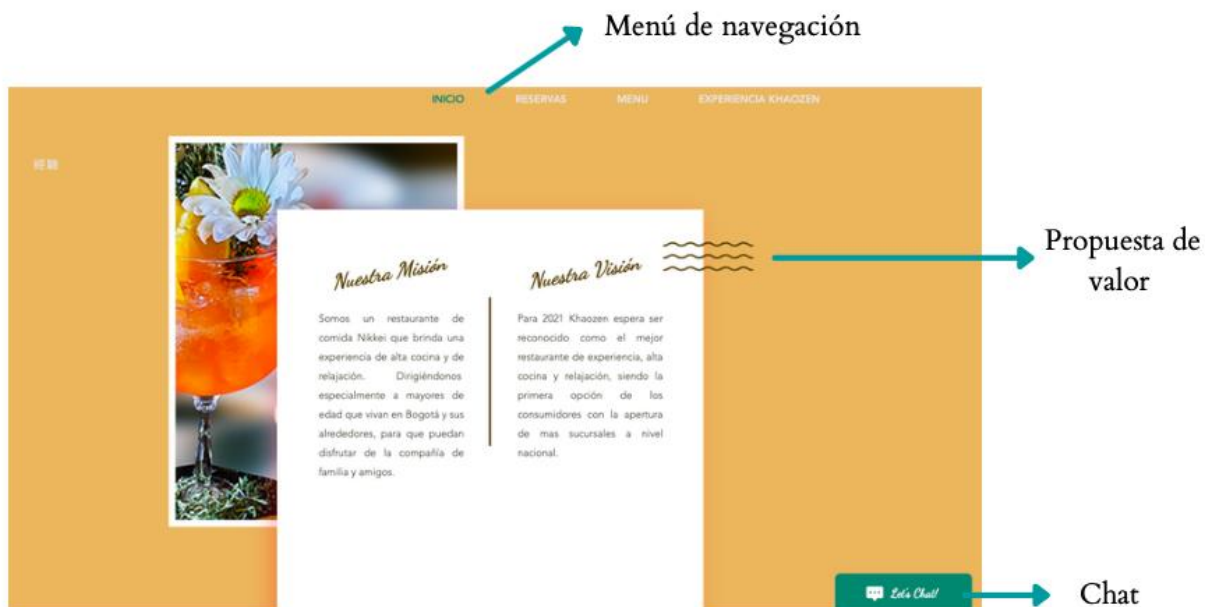 Menú de navegación
INICIO RESERVAS MENU EXPERIENCIA KHAOZEN
Nuestra Misión
Somos un restaurante de
comida Nikkei que brinda una
experiencia de alta cocina y de
relajación. Dirigiéndonos
especialmente a mayores de
edad que vivan en Bogotá y sus
alrededores, para que puedan
disfrutar de la compañía de
familia y amigos.
Nuestra Visión
Para 2021 Khaozen espera ser
reconocido como el mejor
restaurante de experiencia, alta
cocina y relajación, siendo la
primera opción de los
consumidores con la apertura
de mas sucursales a nivel
nacional.
Propuesta de
valor
Let's Chat!
Chat